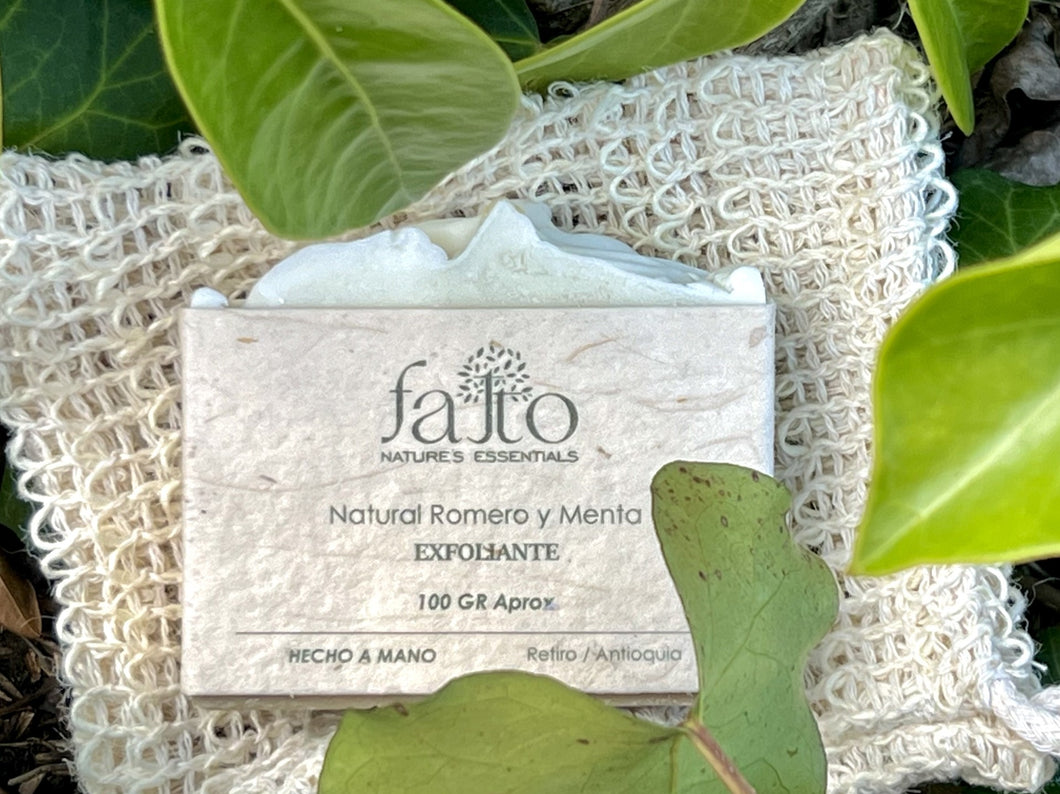 fatto
NATURE'S ESSENTIALS
Natural Romero y Menta
EXFOLIANTE
100 GR Aprox
HECHO A MANO Retiro / Antioquia